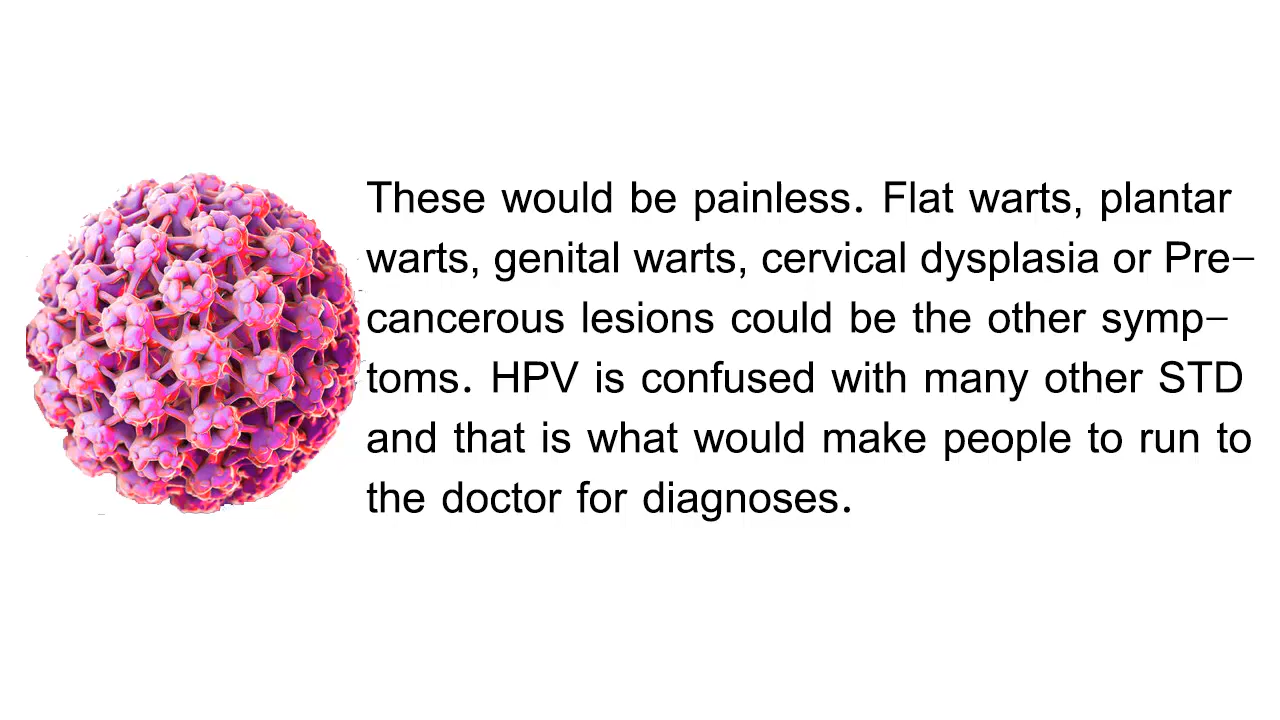 These would be painless. Flat warts, plantar
warts, genital warts, cervical dysplasia or Pre-
cancerous lesions could be the other symp-
toms. HPV is confused with many other STD
and that is what would make people to run to
the doctor for diagnoses.